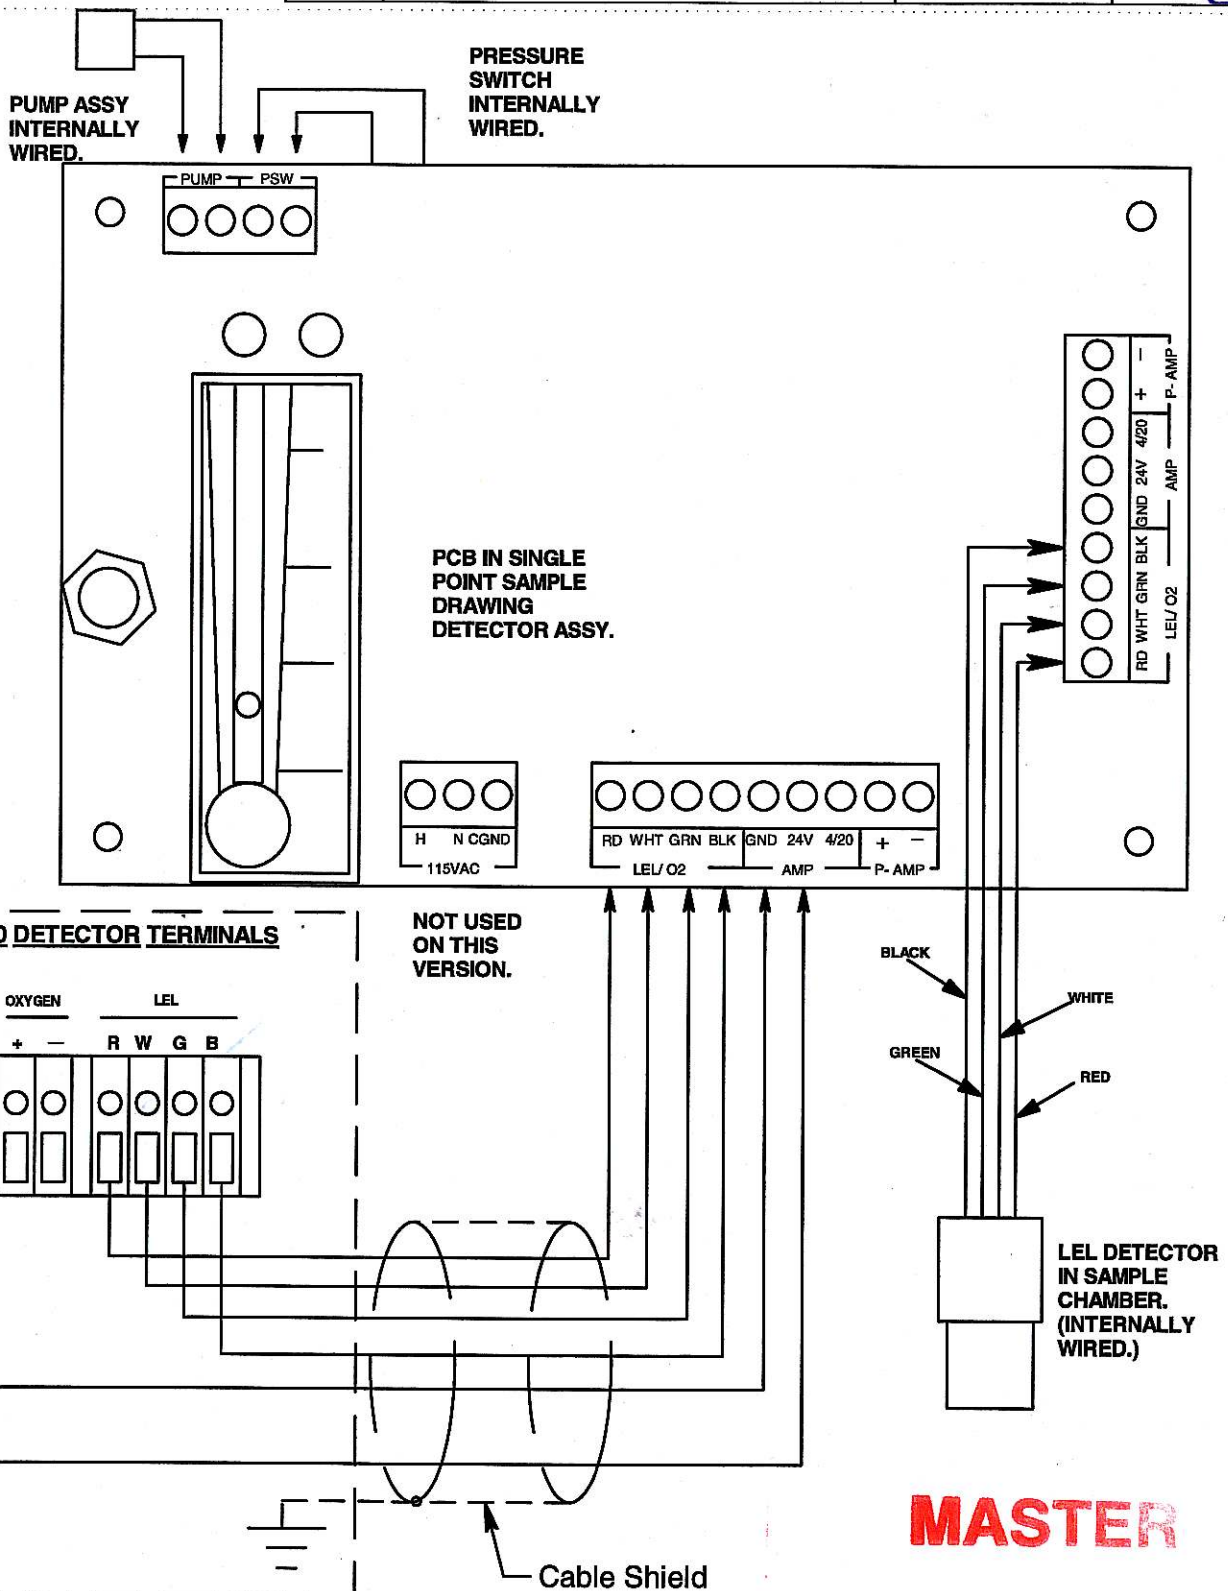 PUMP ASSY
INTERNALLY
WIRED.
PRESSURE
SWITCH
INTERNALLY
WIRED.
PUMP PSW
- + 4/20 24V GND BLK GRN WHT RD
P- AMP AMP LEL/ O2
PCB IN SINGLE
POINT SAMPLE
DRAWING
DETECTOR ASSY.
H N CGND
115VAC
RD WHT GRN BLK GND 24V 4/20 + -
LEL/ O2 AMP P- AMP
NOT USED
ON THIS
VERSION.
DETECTOR TERMINALS
OXYGEN LEL
+ - R W G B
BLACK
WHITE
GREEN
RED
LEL DETECTOR
IN SAMPLE
CHAMBER.
(INTERNALLY
WIRED.)
MASTER
Cable Shield